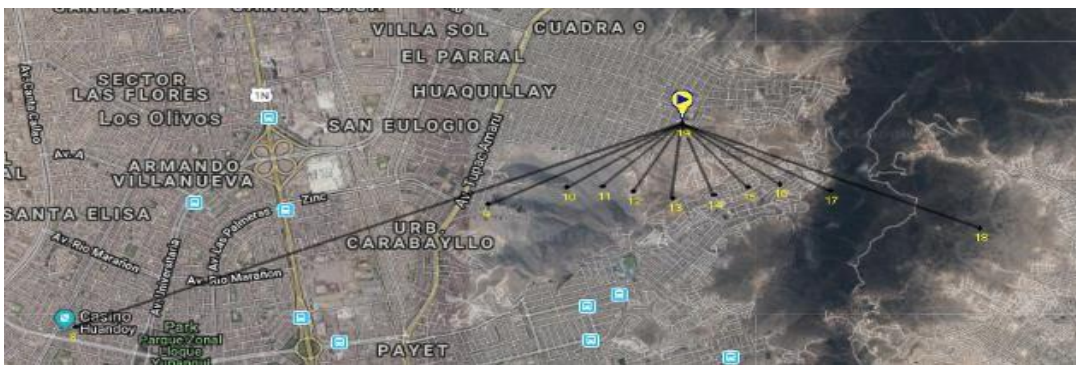 SANTA ANA
SANTA LUCIA
VILLA SOL
CUADRA 9
EL PARRAL
SECTOR
LAS FLORES
1N
HUAQUILLAY
Los Olivos
SAN EULOGIO
Av. Canta Callao
Av. Tupac Amaru
19
Av. A
ARMANDO
VILLANUEVA
AL
10
11
12
13
14
15
16
17
9
SANTA ELISA
Zinc
Av. Las Palmeras
URB.
CARABAYLLO
18
Av. Rio Marañon
Av. Universitaria
Av. Rio Marañon
Casino
Huandoy
8
Park
Parque Zonal
Lloque
Yupanqui
PAYET